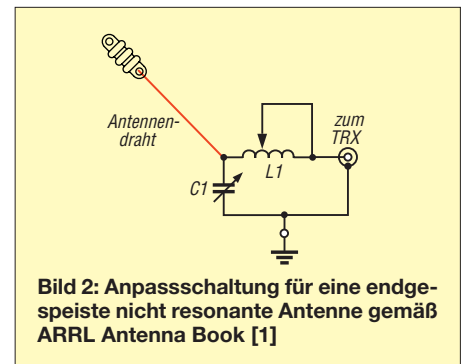 Antennen-
draht
zum
TRX
L1
C1
Bild 2: Anpassschaltung für eine endge-
speiste nicht resonante Antenne gemäß
ARRL Antenna Book [1]